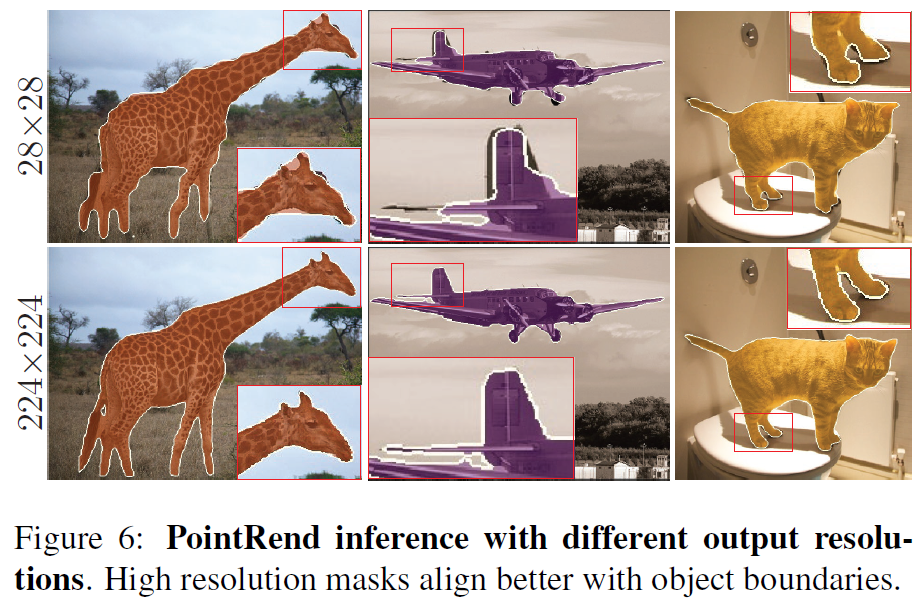 28×28
224×224
Figure 6: PointRend inference with different output resolu-
tions. High resolution masks align better with object boundaries.